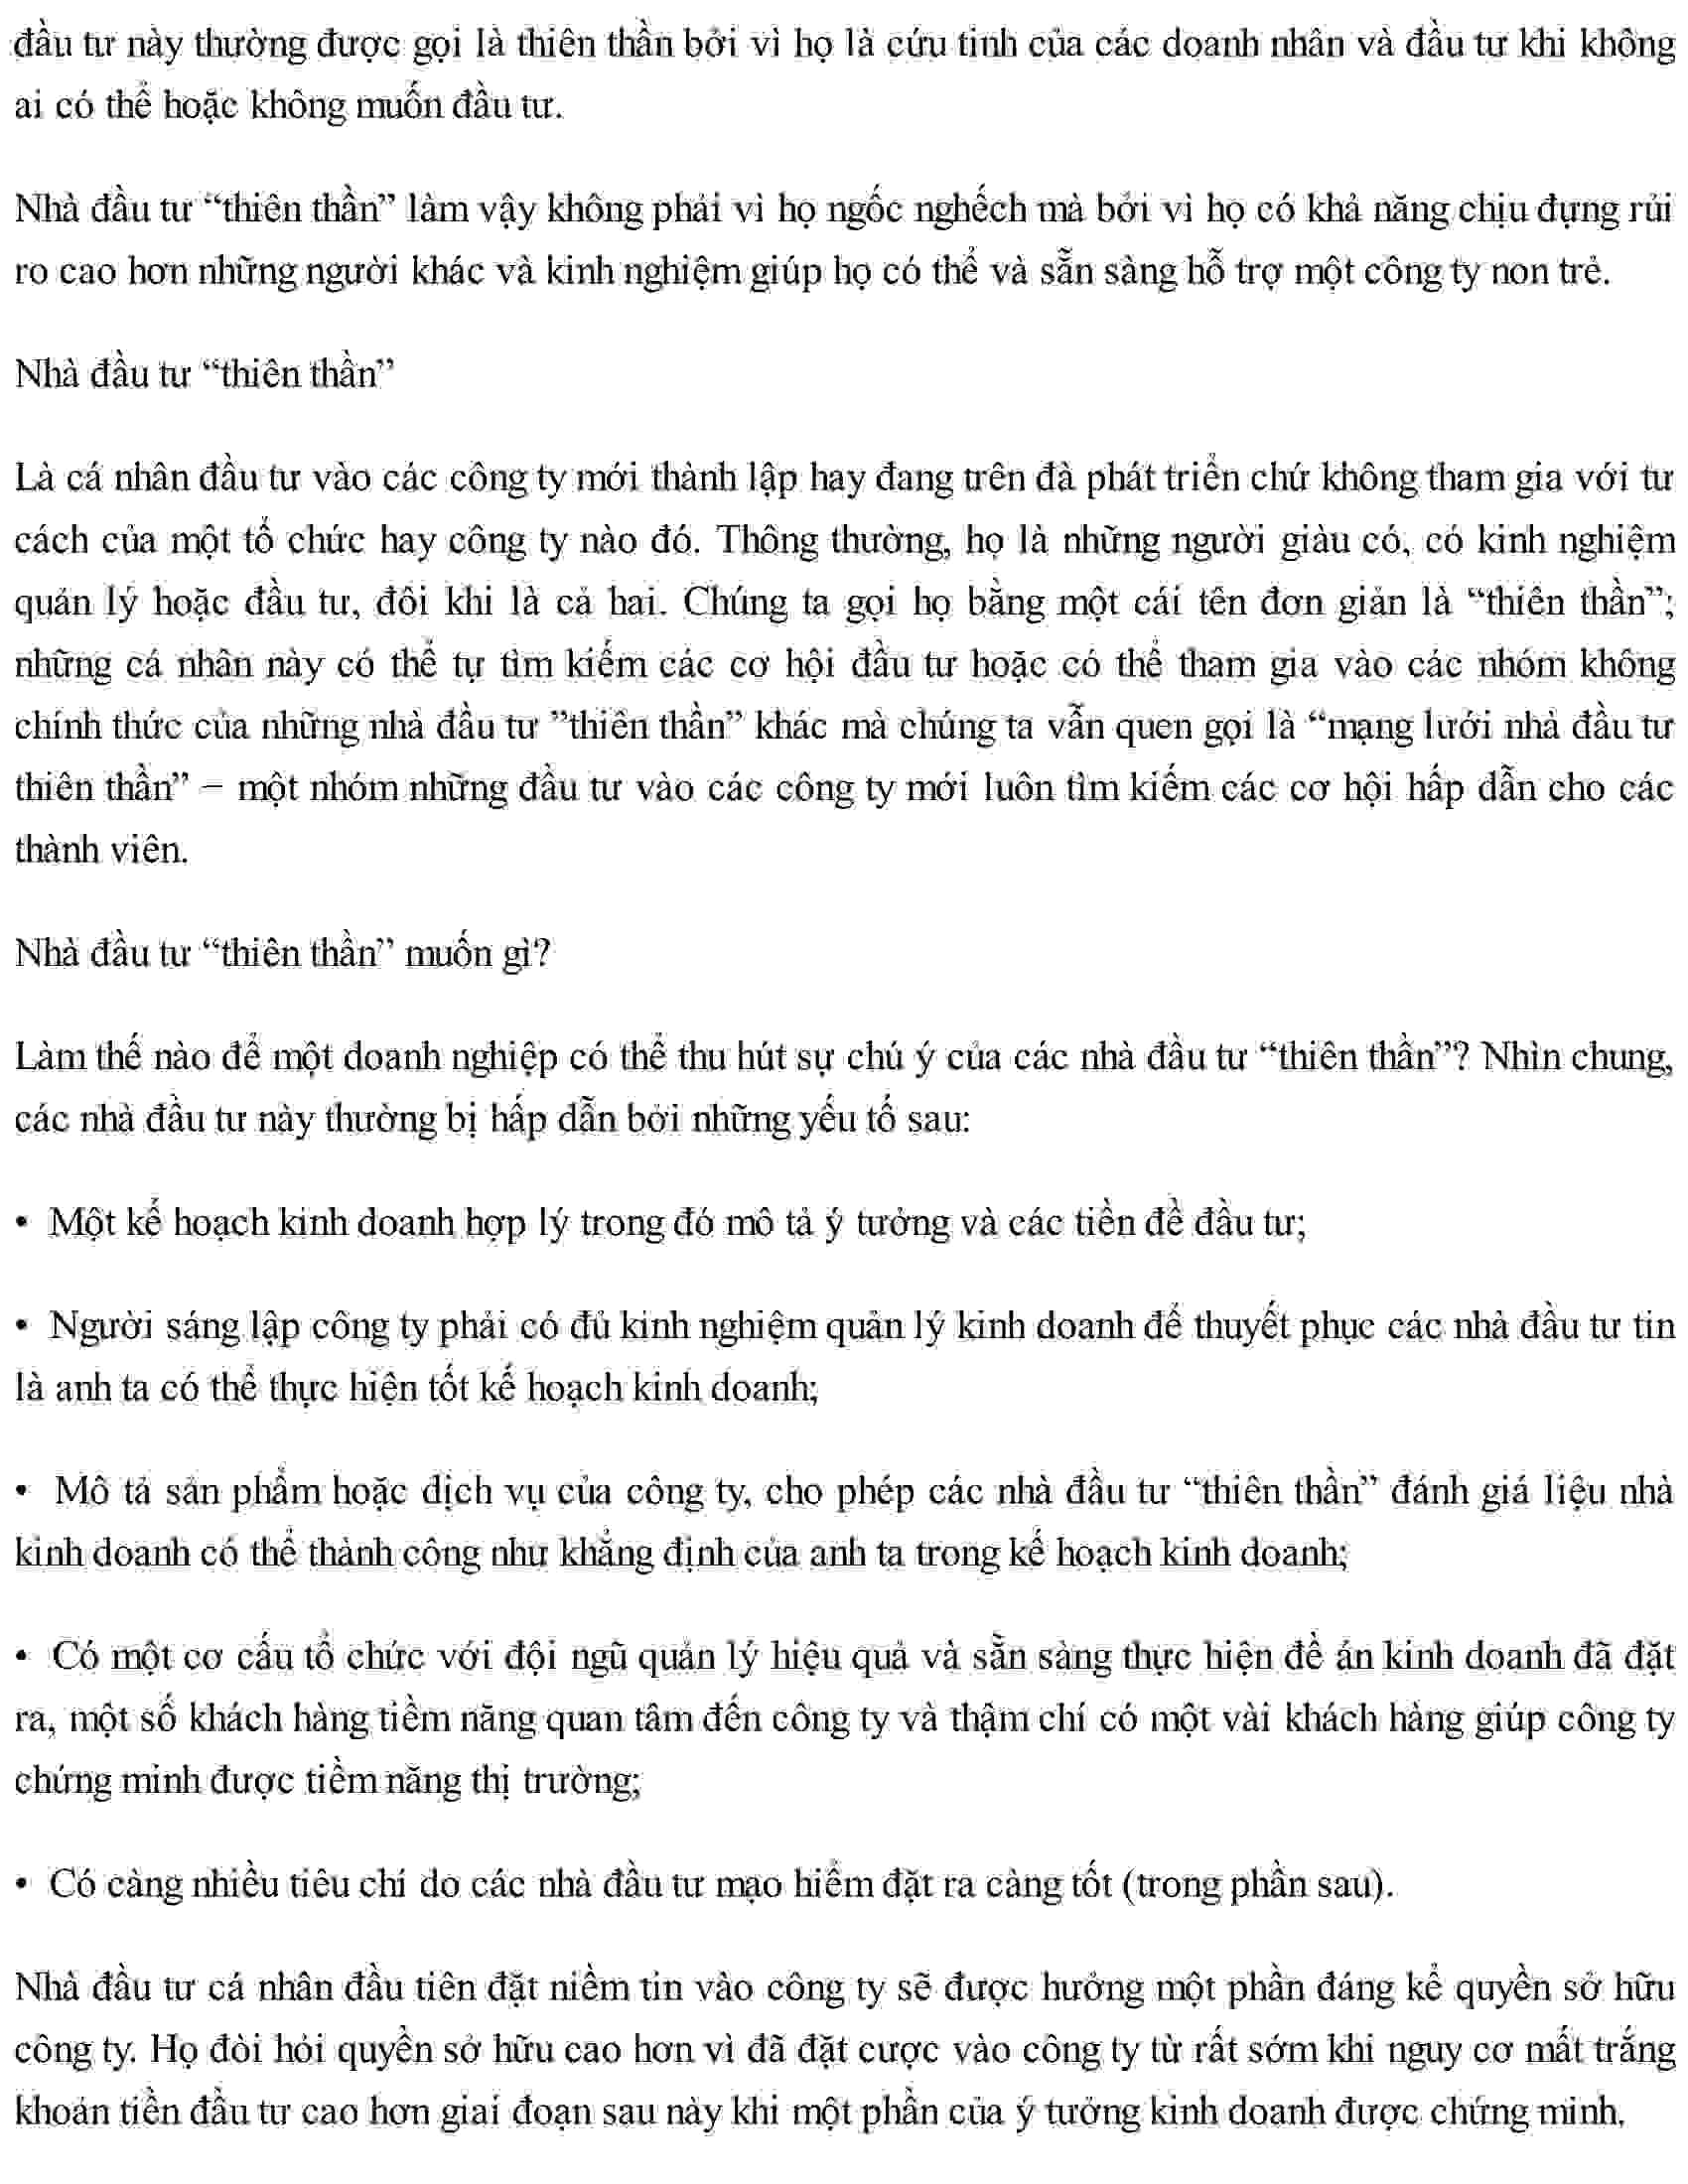 đầu tư này thường được gọi là thiên thần bởi vì họ là cứu tinh của các doanh nhân và đầu tư khi không
ai có thể hoặc không muốn đầu tư.
Nhà đầu tư “thiên thần” làm vậy không phải vì họ ngốc nghếch mà bởi vì họ có khả năng chịu đựng rủi
ro cao hơn những người khác và kinh nghiệm giúp họ có thể và sẵn sàng hỗ trợ một công ty non trẻ.
Nhà đầu tư “thiên thần”
Là cá nhân đầu tư vào các công ty mới thành lập hay đang trên đà phát triển chứ không tham gia với tư
cách của một tổ chức hay công ty nào đó. Thông thường, họ là những người giàu có, có kinh nghiệm
quản lý hoặc đầu tư, đôi khi là cả hai. Chúng ta gọi họ bằng một cái tên đơn giản là “thiên thần”;
những cá nhân này có thể tự tìm kiếm các cơ hội đầu tư hoặc có thể tham gia vào các nhóm không
chính thức của những nhà đầu tư ”thiên thần” khác mà chúng ta vẫn quen gọi là “mạng lưới nhà đầu tư
thiên thần” – một nhóm những đầu tư vào các công ty mới luôn tìm kiếm các cơ hội hấp dẫn cho các
thành viên.
Nhà đầu tư “thiên thần” muốn gì?
Làm thế nào để một doanh nghiệp có thể thu hút sự chú ý của các nhà đầu tư “thiên thần”? Nhìn chung,
các nhà đầu tư này thường bị hấp dẫn bởi những yếu tố sau:
• Một kế hoạch kinh doanh hợp lý trong đó mô tả ý tưởng và các tiền đề đầu tư;
• Người sáng lập công ty phải có đủ kinh nghiệm quản lý kinh doanh để thuyết phục các nhà đầu tư tin
là anh ta có thể thực hiện tốt kế hoạch kinh doanh;
• Mô tả sản phẩm hoặc dịch vụ của công ty, cho phép các nhà đầu tư “thiên thần” đánh giá liệu nhà
kinh doanh có thể thành công như khẳng định của anh ta trong kế hoạch kinh doanh;
• Có một cơ cấu tổ chức với đội ngũ quản lý hiệu quả và sẵn sàng thực hiện đề án kinh doanh đã đặt
ra, một số khách hàng tiềm năng quan tâm đến công ty và thậm chí có một vài khách hàng giúp công ty
chứng minh được tiềm năng thị trường;
• Có càng nhiều tiêu chí do các nhà đầu tư mạo hiểm đặt ra càng tốt (trong phần sau).
Nhà đầu tư cá nhân đầu tiên đặt niềm tin vào công ty sẽ được hưởng một phần đáng kể quyền sở hữu
công ty. Họ đòi hỏi quyền sở hữu cao hơn vì đã đặt cược vào công ty từ rất sớm khi nguy cơ mất trắng
khoản tiền đầu tư cao hơn giai đoạn sau này khi một phần của ý tưởng kinh doanh được chứng minh.